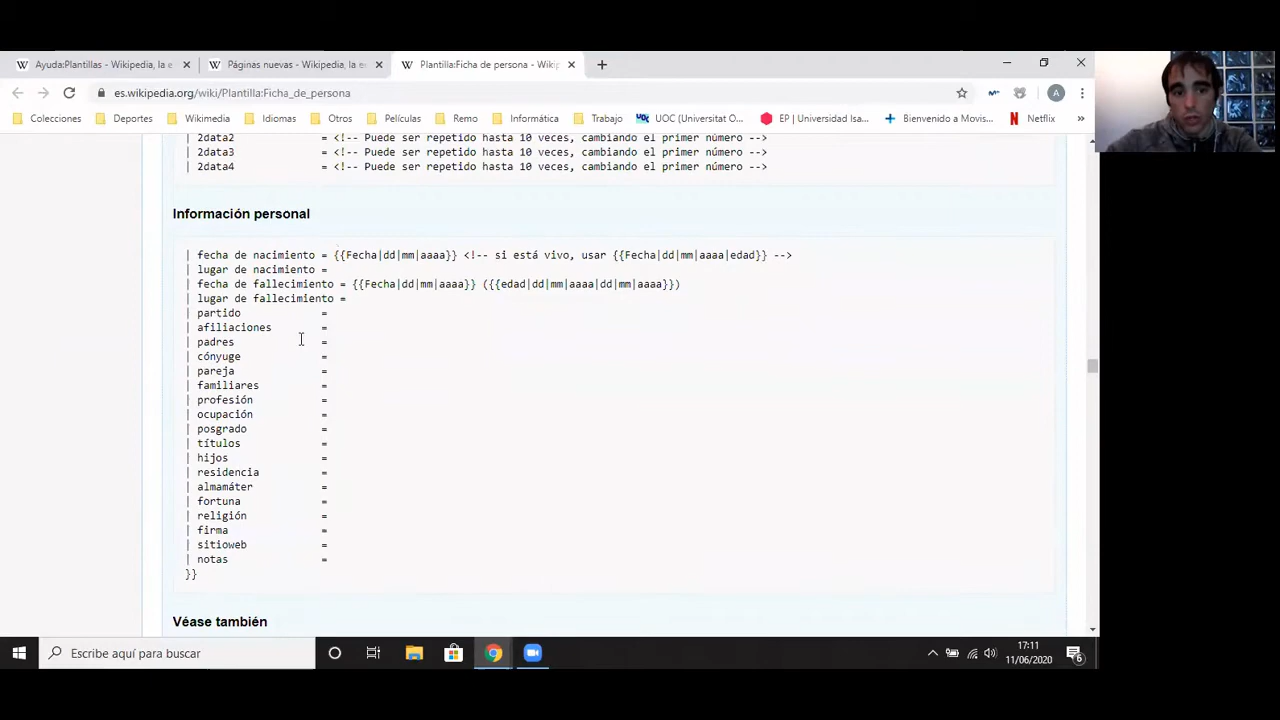 Ayuda:Plantillas - Wikipedia, la e
Páginas nuevas - Wikipedia, la en
Plantilla:Ficha de persona - Wikip
es.wikipedia.org/wiki/Plantilla:Ficha_de_persona
A
Colecciones
Deportes
Wikimedia
Idiomas
Otros
Películas
Remo
Informática
Trabajo
UOC (Universitat O...
EP | Universidad Isa...
Bienvenido a Movis...
Netflix
»
| 2data2 = <!-- Puede ser repetido hasta 10 veces, cambiando el primer número -->
| 2data3 = <!-- Puede ser repetido hasta 10 veces, cambiando el primer número -->
| 2data4 = <!-- Puede ser repetido hasta 10 veces, cambiando el primer número -->
Información personal
| fecha de nacimiento = {{Fecha|dd|mm|aaaa}} <!-- si está vivo, usar {{Fecha|dd|mm|aaaa|edad}} -->
| lugar de nacimiento =
| fecha de fallecimiento = {{Fecha|dd|mm|aaaa}} ({{edad|dd|mm|aaaa|dd|mm|aaaa}})
| lugar de fallecimiento =
| partido =
| afiliaciones =
| padres =
| cónyuge =
| pareja =
| familiares =
| profesión =
| ocupación =
| posgrado =
| títulos =
| hijos =
| residencia =
| almamáter =
| fortuna =
| religión =
| firma =
| sitioweb =
| notas =
}}
Véase también
Escribe aquí para buscar
17:11
11/06/2020
6